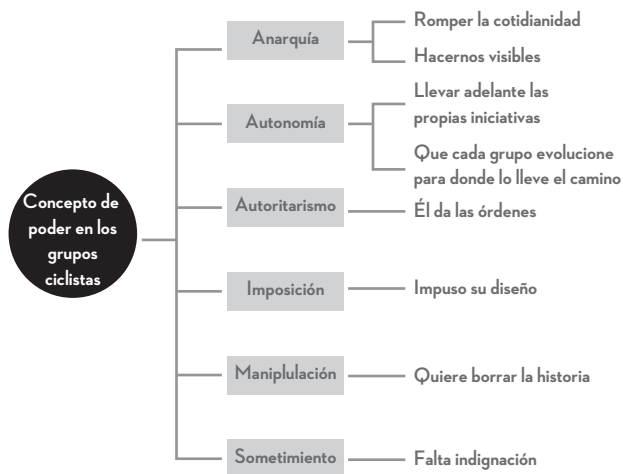 Concepto de
poder en los
grupos
ciclistas
Anarquía
Romper la cotidianidad
Hacernos visibles
Autonomía
Llevar adelante las
propias iniciativas
Que cada grupo evolucione
para donde lo lleve el camino
Autoritarismo
Él da las órdenes
Imposición
Impuso su diseño
Maniplulación
Quiere borrar la historia
Sometimiento
Falta indignación